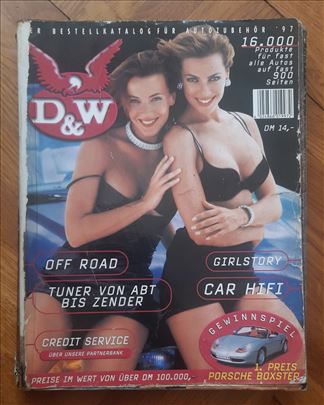 ER BESTELLKATALOG FÜR AUTOZUBEHÖR '97
16.000
Produkte
für fast
alle Autos
auf fast
900
Seiten
D&W
DM 14,-
OFF ROAD
GIRLSTORY
TUNER VON ABT
BIS ZENDER
CAR HIFI
CREDIT SERVICE
ÜBER UNSERE PARTNERBANK
GEWINNSPIEL
1. PREIS
PORSCHE BOXSTER
PREISE IM WERT VON ÜBER DM 100.000,-